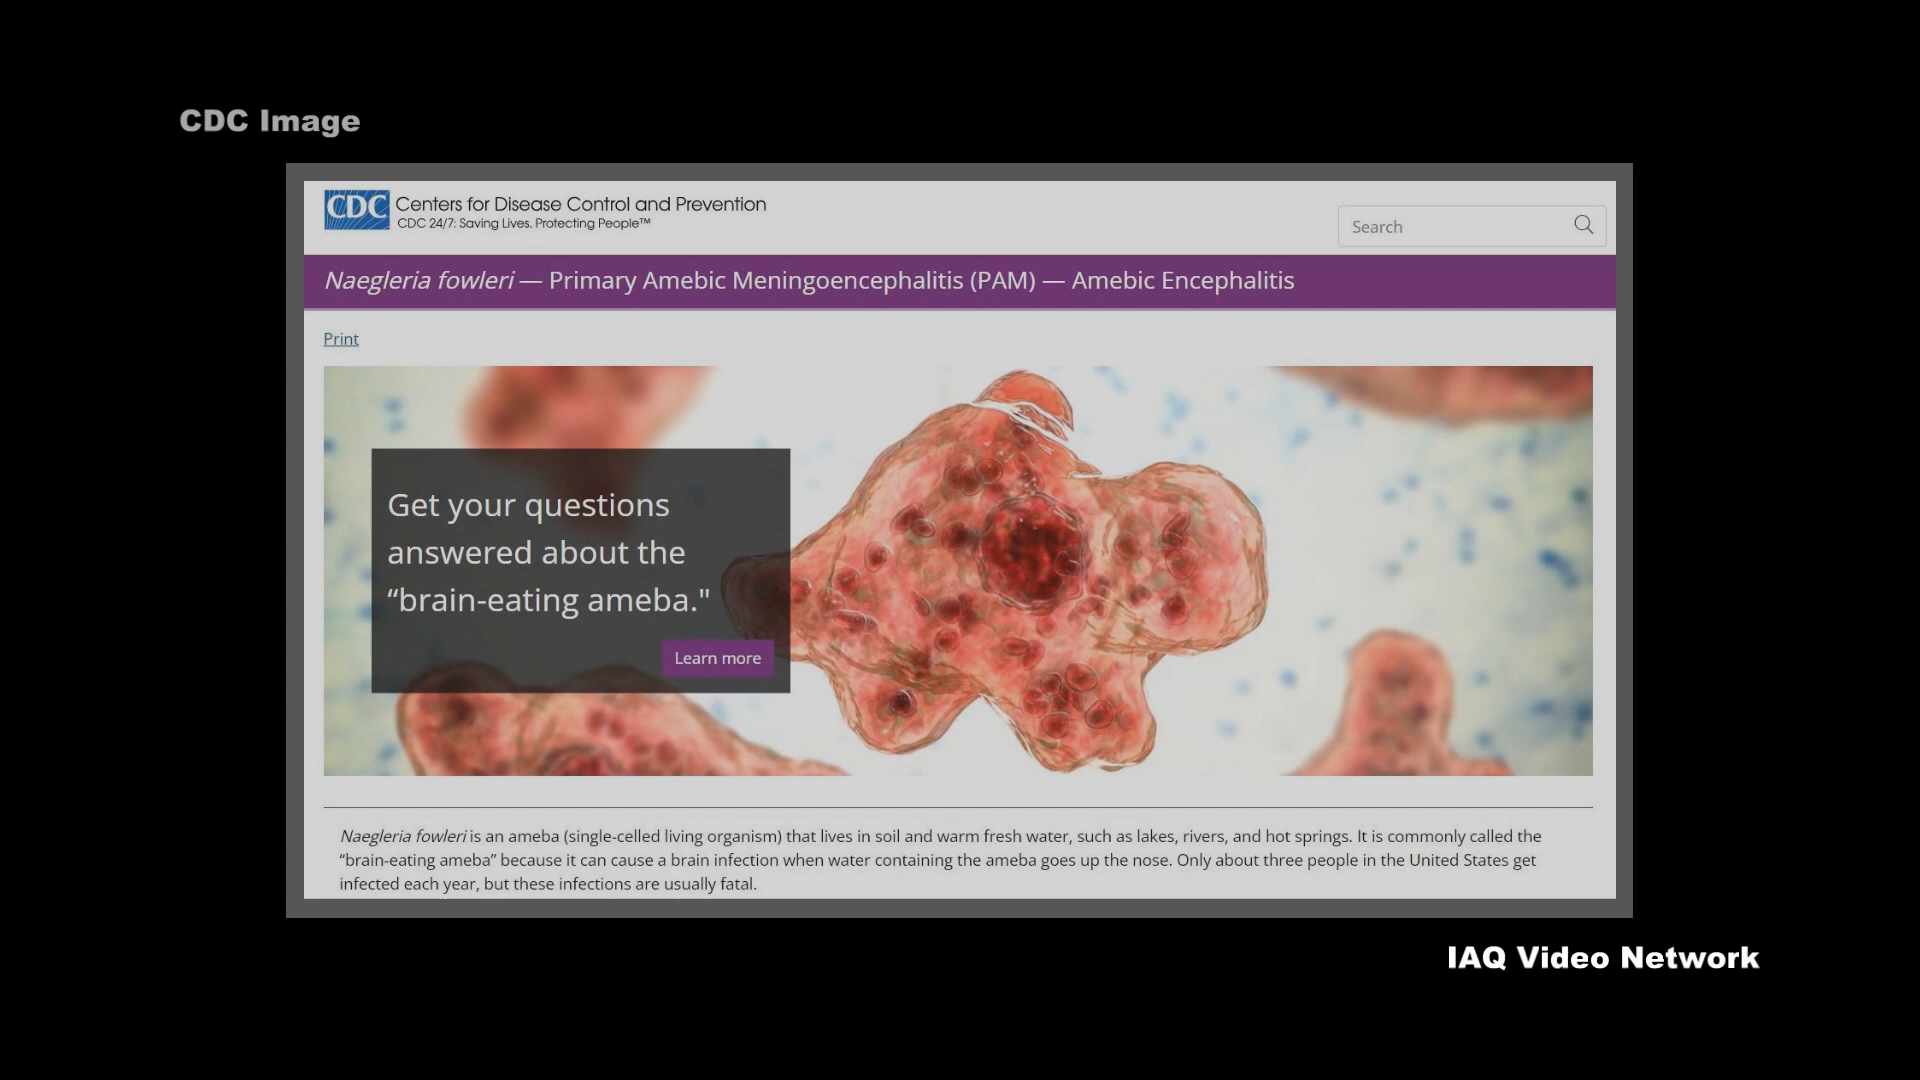 CDC Image
CDC Centers for Disease Control and Prevention
CDC 24/7: Saving Lives, Protecting People™
Search
Naegleria fowleri — Primary Amebic Meningoencephalitis (PAM) — Amebic Encephalitis
Print
Get your questions
answered about the
“brain-eating ameba."
Learn more
Naegleria fowleri is an ameba (single-celled living organism) that lives in soil and warm fresh water, such as lakes, rivers, and hot springs. It is commonly called the
“brain-eating ameba” because it can cause a brain infection when water containing the ameba goes up the nose. Only about three people in the United States get
infected each year, but these infections are usually fatal.
IAQ Video Network